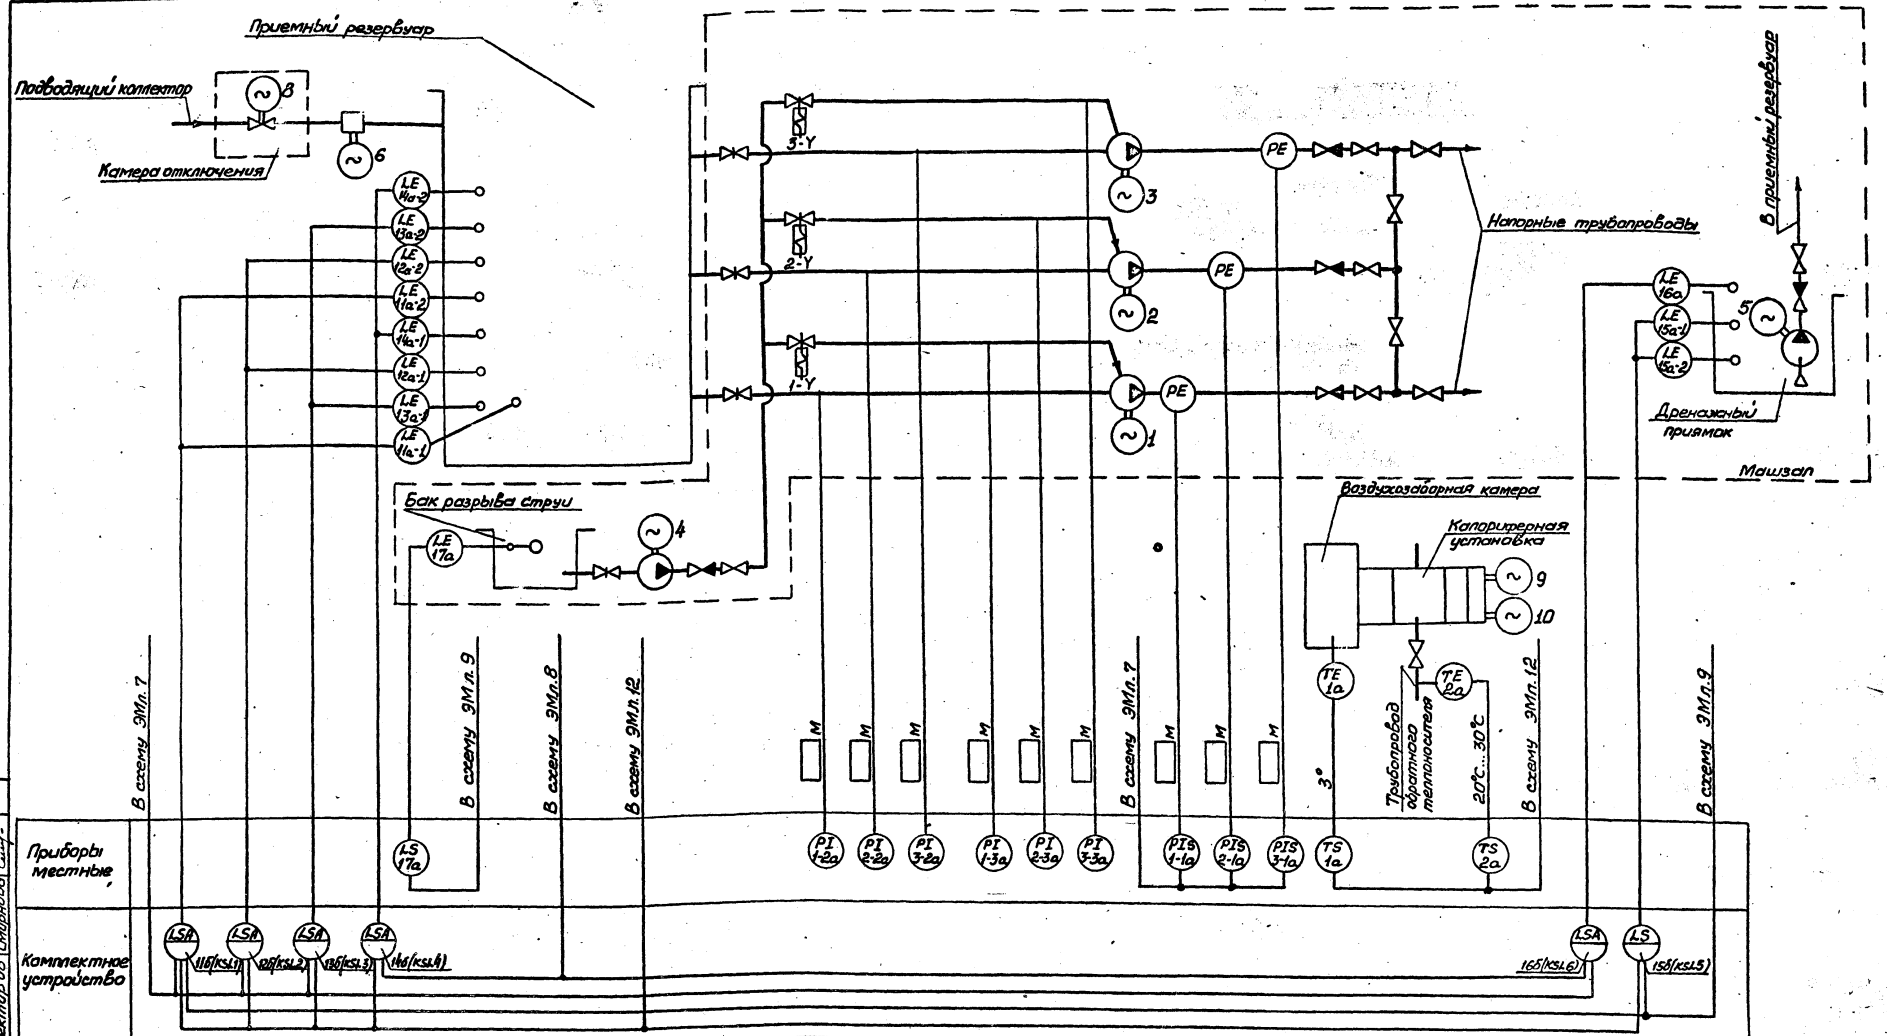 Приемный резервуар
Подводящий коллектор
~ 8
~ 6
Камера отключения
LE 14а-2
LE 13а-2
LE 12а-2
LE 11а-2
LE 14а-1
LE 12а-1
LE 13а-1
LE 11а-1
3-Y
2-Y
1-Y
PE
~ 3
PE
~ 2
PE
~ 1
Напорные трубопроводы
В приемный резервуар
LE 16а
LE 15а-1
LE 15а-2
5 ~
Дренажный
приямок
Машзал
Бак разрыва струи
LE 17а
~ 4
Воздухозаборная камера
Калориферная
установка
~ 9
~ 10
TE 1а
TE 2а
3°
Трубопровод
обратного
теплоносителя
20°С...30°С
В схему ЭМл.7
В схему ЭМл.9
В схему ЭМл.8
В схему ЭМл.12
М
М
М
М
М
М
В схему ЭМл.7
М
М
М
В схему ЭМл.12
В схему ЭМл.9
Приборы
местные
LS 17а
PI 1-2а
PI 2-2а
PI 3-2а
PI 1-3а
PI 2-3а
PI 3-3а
PIS 1-1а
PIS 2-1а
PIS 3-1а
TS 1а
TS 2а
Комплектное
устройство
LSA 11б(KSL1)
LSA 12б(KSL2)
LSA 13б(KSL3)
LSA 14б(KSL4)
LSA 16б(KSL6)
LS 15б(KSL5)